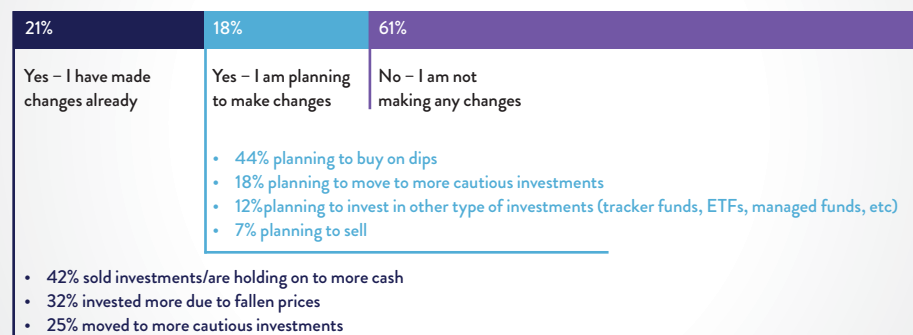 21%
18%
61%
Yes – I have made
changes already
Yes – I am planning
to make changes
No – I am not
making any changes
• 44% planning to buy on dips
• 18% planning to move to more cautious investments
• 12%planning to invest in other type of investments (tracker funds, ETFs, managed funds, etc)
• 7% planning to sell
• 42% sold investments/are holding on to more cash
• 32% invested more due to fallen prices
• 25% moved to more cautious investments